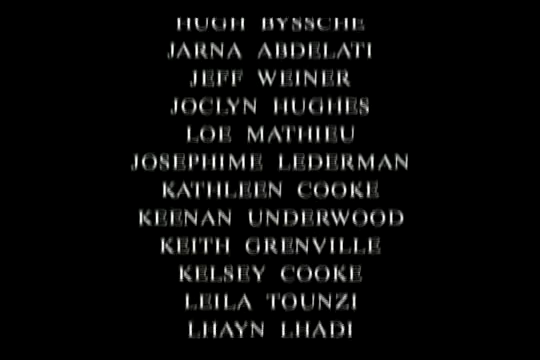 HUGH BYSSCHE
JARNA ABDELATI
JEFF WEINER
JOCLYN HUGHES
LOE MATHIEU
JOSEPHIME LEDERMAN
KATHLEEN COOKE
KEENAN UNDERWOOD
KEITH GRENVILLE
KELSEY COOKE
LEILA TOUNZI
LHAYN LHADI